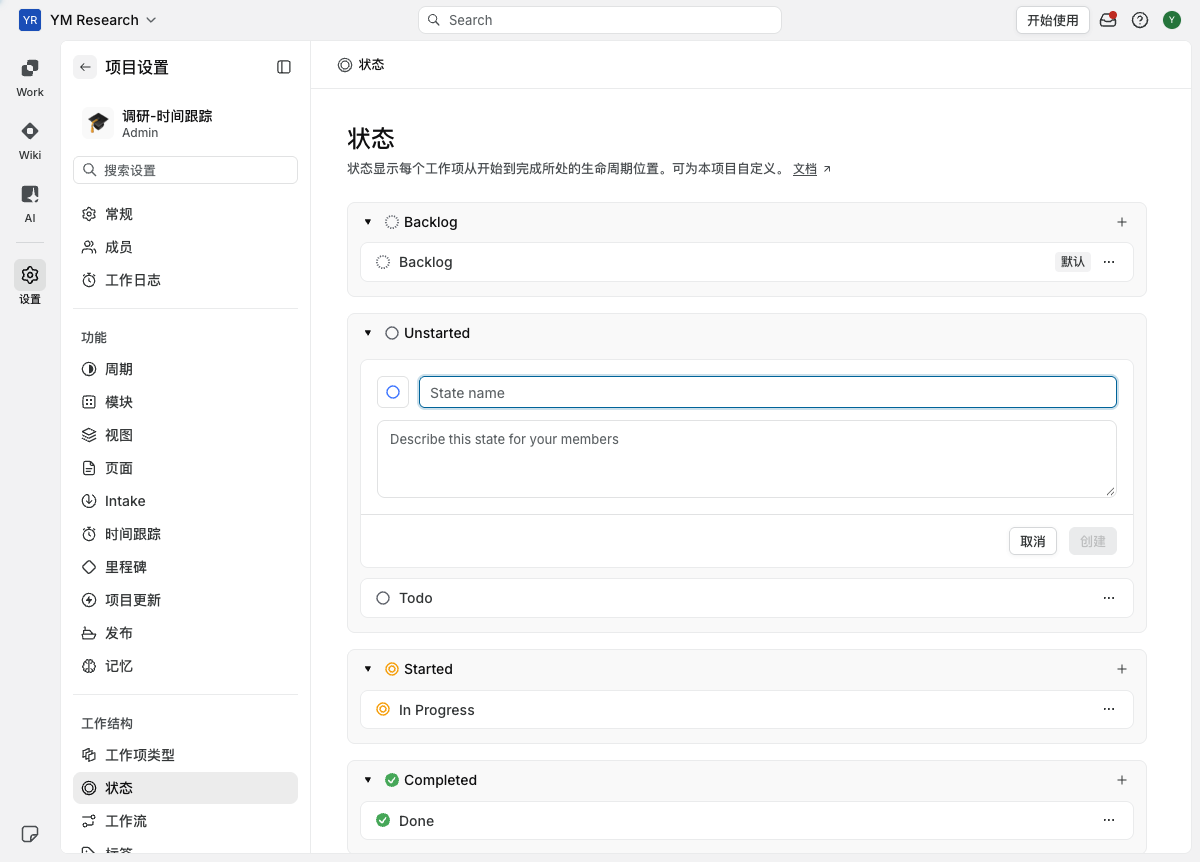 YR YM Research
Search
开始使用
Y
Work
Wiki
AI
设置
项目设置
调研-时间跟踪
Admin
搜索设置
常规
成员
工作日志
功能
周期
模块
视图
页面
Intake
时间跟踪
里程碑
项目更新
发布
记忆
工作结构
工作项类型
状态
工作流
标签
状态
状态
状态显示每个工作项从开始到完成所处的生命周期位置。可为本项目自定义。 文档
Backlog
Backlog 默认
Unstarted
State name
Describe this state for your members
取消 创建
Todo
Started
In Progress
Completed
Done